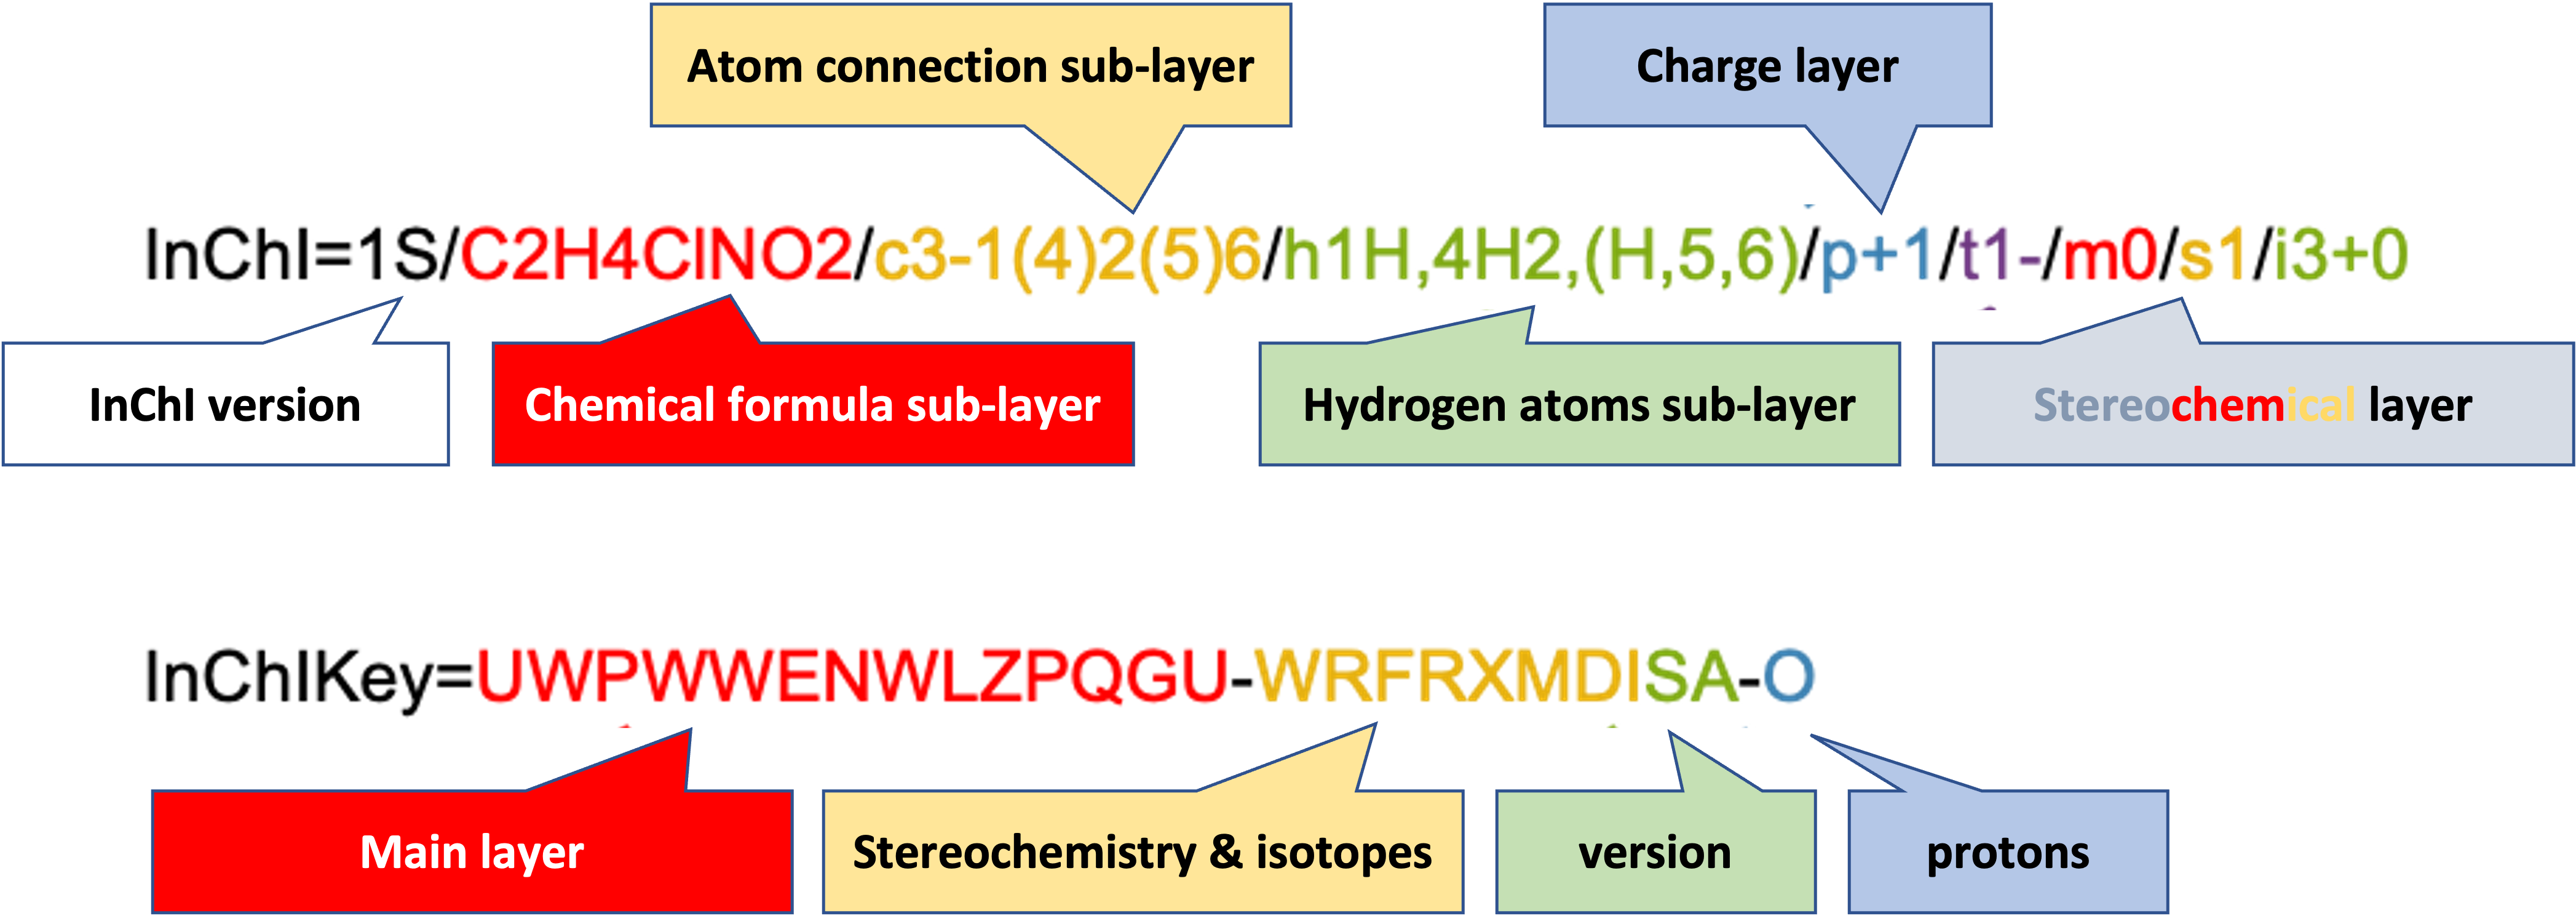 Atom connection sub-layer
Charge layer
InChI=1S/C2H4ClNO2/c3-1(4)2(5)6/h1H,4H2,(H,5,6)/p+1/t1-/m0/s1/i3+0
InChI version
Chemical formula sub-layer
Hydrogen atoms sub-layer
Stereochemical layer
InChIKey=UWPWWENWLZPQGU-WRFRXMDISA-O
Main layer
Stereochemistry & isotopes
version
protons